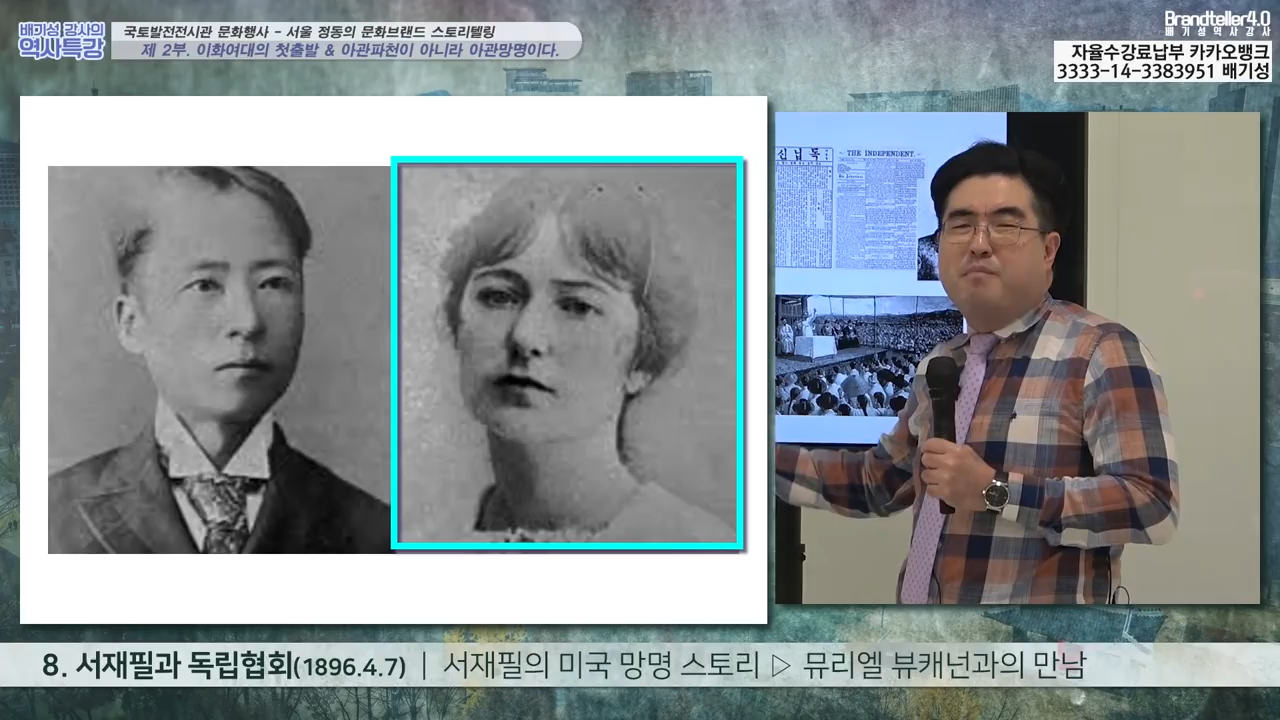 배기성 강사의
역사특강
국토발전전시관 문화행사 - 서울 정동의 문화브랜드 스토리텔링
제 2부. 이화여대의 첫출발 & 아관파천이 아니라 아관망명이다.
Brandteller4.0
배기성역사강사
자율수강료납부 카카오뱅크
3333-14-3383951 배기성
신닙독
THE INDEPENDENT.
8. 서재필과 독립협회(1896.4.7) | 서재필의 미국 망명 스토리 ▷ 뮤리엘 뷰캐넌과의 만남